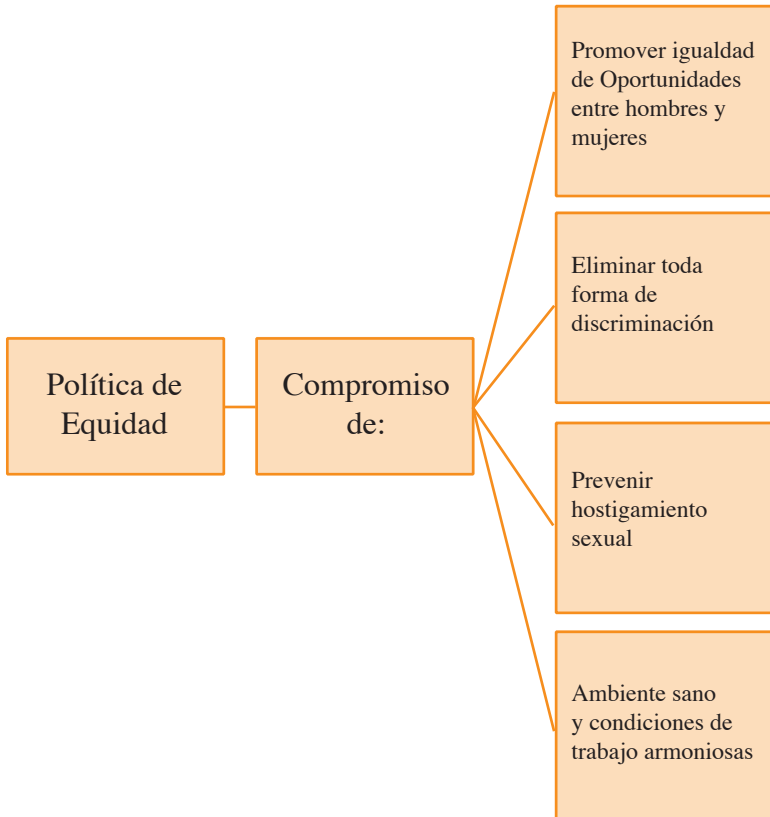 Política de
Equidad
Compromiso
de:
Promover igualdad
de Oportunidades
entre hombres y
mujeres
Eliminar toda
forma de
discriminación
Prevenir
hostigamiento
sexual
Ambiente sano
y condiciones de
trabajo armoniosas